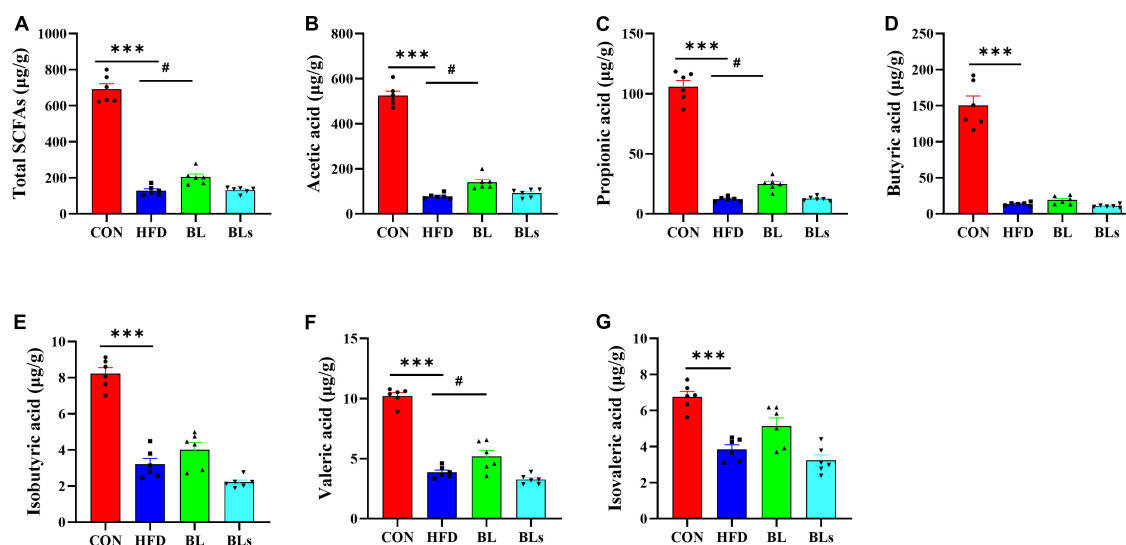 A
Total SCFAs (μg/g)
1000
800
600
400
200
0
***
#
CON HFD BL BLs
B
Acetic acid (μg/g)
800
600
400
200
0
***
#
CON HFD BL BLs
C
Propionic acid (μg/g)
150
100
50
0
***
#
CON HFD BL BLs
D
Butyric acid (μg/g)
250
200
150
100
50
0
***
CON HFD BL BLs
E
Isobutyric acid (μg/g)
10
8
6
4
2
0
***
CON HFD BL BLs
F
Valeric acid (μg/g)
15
10
5
0
***
#
CON HFD BL BLs
G
Isovaleric acid (μg/g)
10
8
6
4
2
0
***
CON HFD BL BLs